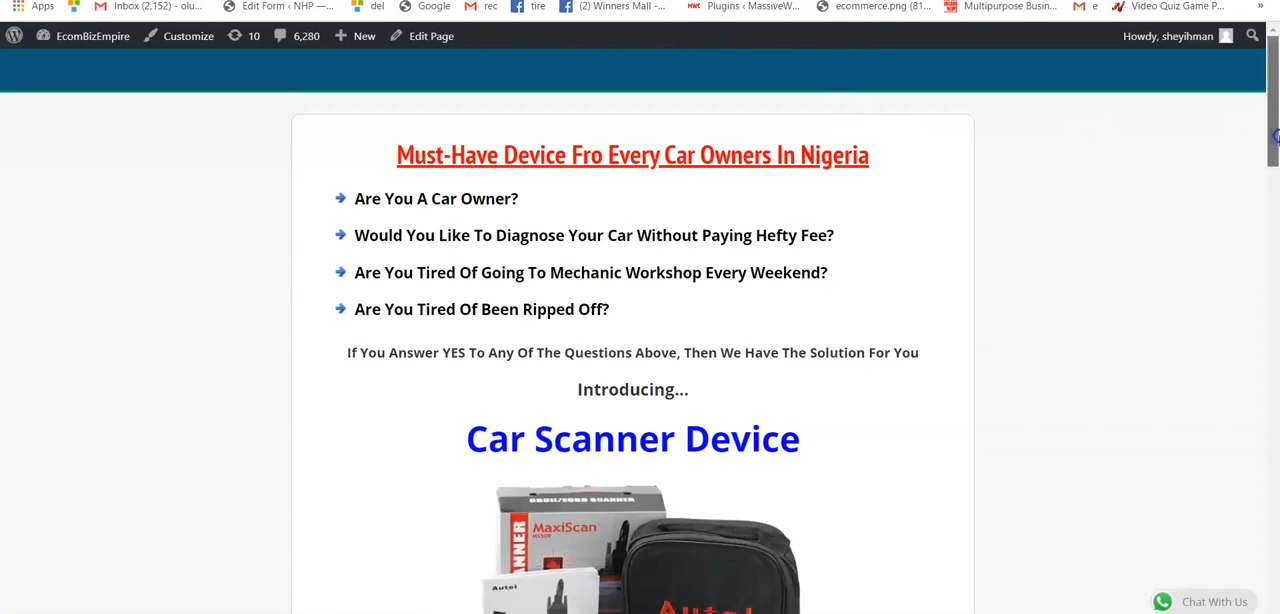 Apps Inbox (2,152) - olu... Edit Form ‹ NHP —... del Google rec tire (2) Winners Mall -... MWC Plugins ‹ MassiveW... ecommerce.png (81... Multipurpose Busin... e Video Quiz Game P... »
EcomBizEmpire Customize 10 6,280 New Edit Page Howdy, sheyihman
Must-Have Device Fro Every Car Owners In Nigeria
Are You A Car Owner?
Would You Like To Diagnose Your Car Without Paying Hefty Fee?
Are You Tired Of Going To Mechanic Workshop Every Weekend?
Are You Tired Of Been Ripped Off?
If You Answer YES To Any Of The Questions Above, Then We Have The Solution For You
Introducing...
Car Scanner Device
OBDII/EOBD SCANNER
MaxiScan
Autel
Autel
Chat With Us